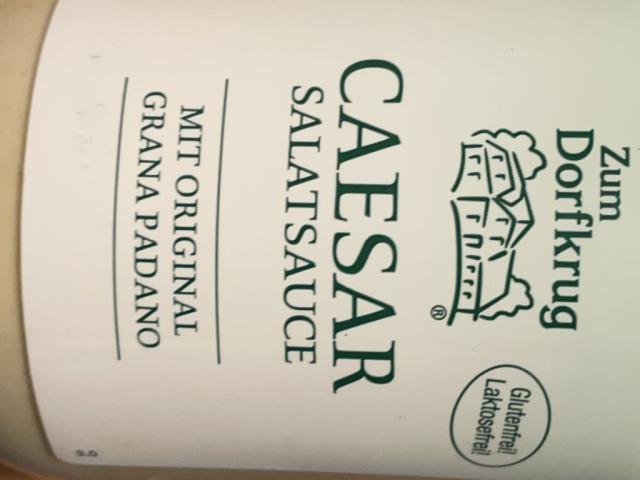 Zum
Dorfkrug
®
Glutenfrei!
Laktosefrei!
CAESAR
SALATSAUCE
MIT ORIGINAL
GRANA PADANO